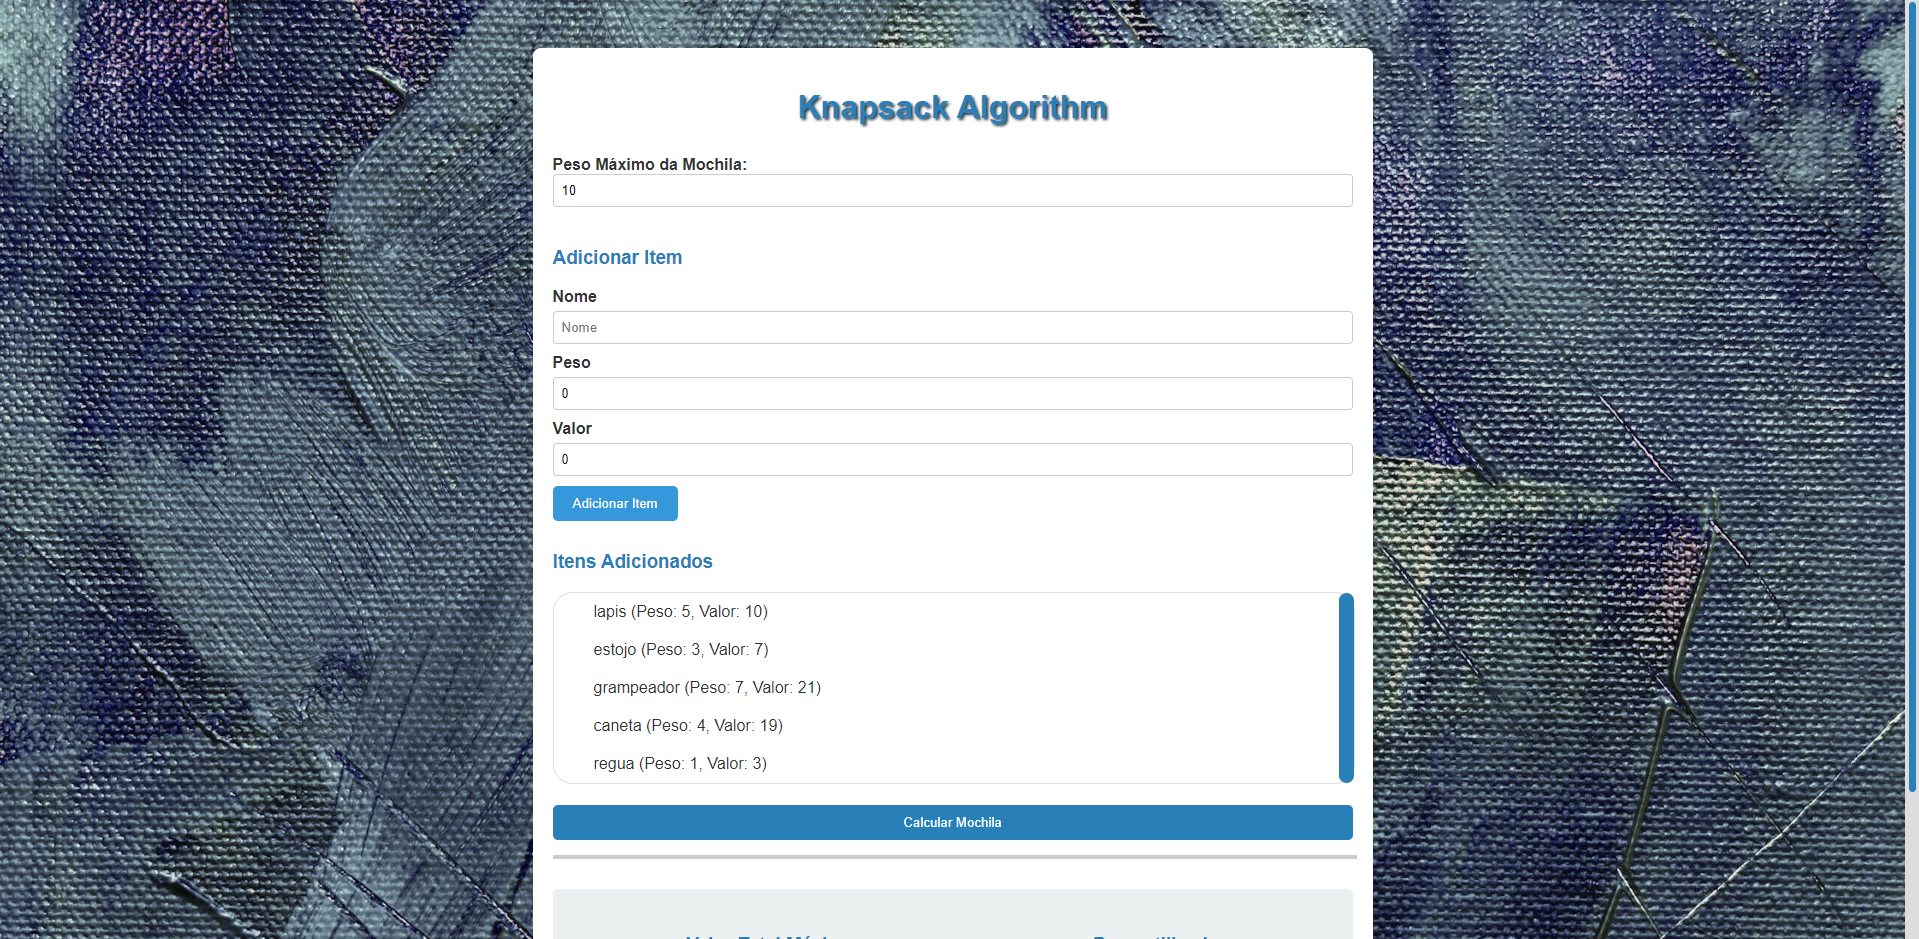 Knapsack Algorithm
Peso Máximo da Mochila:
10
Adicionar Item
Nome
Nome
Peso
0
Valor
0
Adicionar Item
Itens Adicionados
lapis (Peso: 5, Valor: 10)
estojo (Peso: 3, Valor: 7)
grampeador (Peso: 7, Valor: 21)
caneta (Peso: 4, Valor: 19)
regua (Peso: 1, Valor: 3)
Calcular Mochila